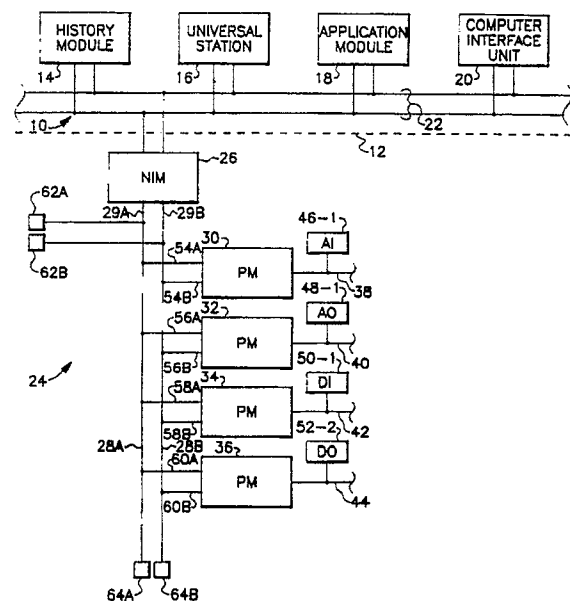 HISTORY MODULE
UNIVERSAL STATION
APPLICATION MODULE
COMPUTER INTERFACE UNIT
14
16
18
20
10
22
12
NIM
26
62A
29A
29B
46-1
62B
30
AI
54A
PM
38
54B
48-1
32
AO
56A
PM
40
56B
50-1
24
34
DI
58A
PM
42
58B
52-2
28A
28B
36
DO
60A
PM
44
60B
64A
64B